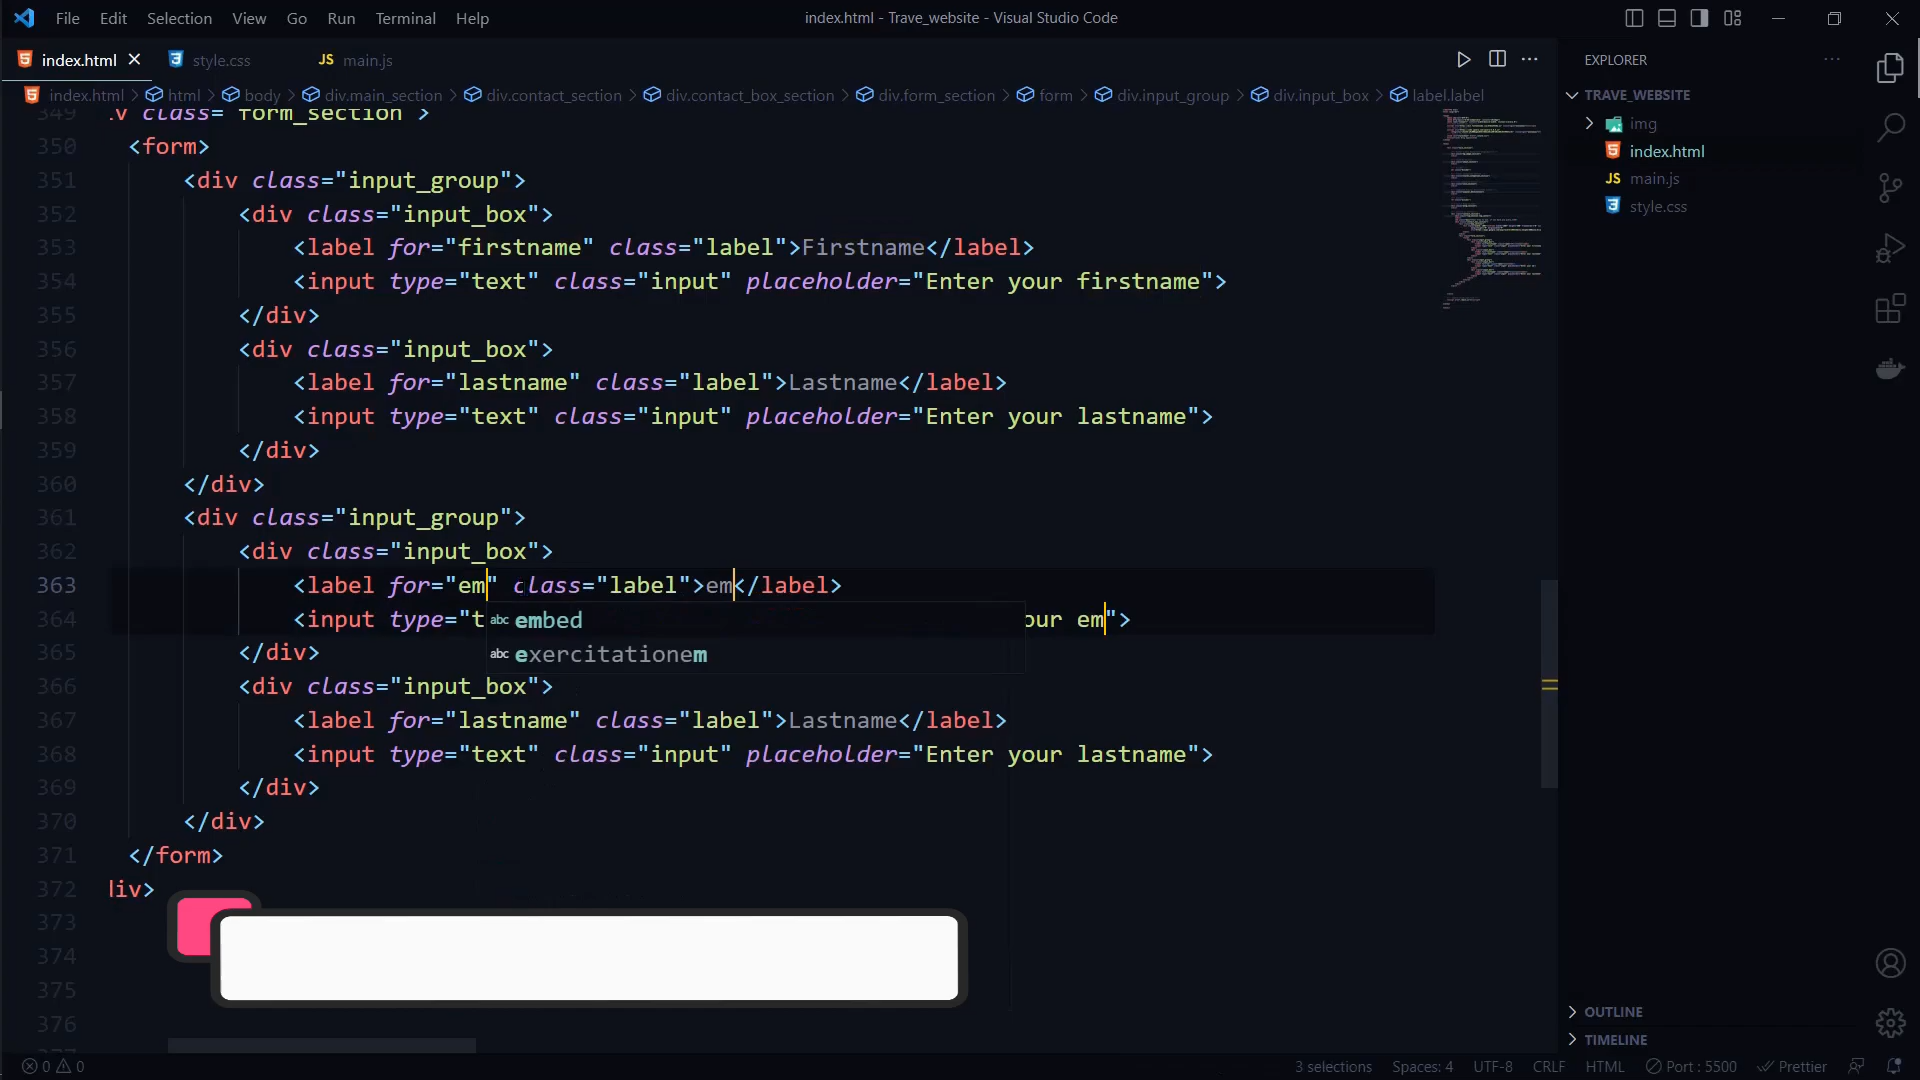 File Edit Selection View Go Run Terminal Help
index.html - Trave_website - Visual Studio Code
index.html style.css JS main.js
EXPLORER
index.html > html > body > div.main_section > div.contact_section > div.contact_box_section > div.form_section > form > div.input_group > div.input_box > label.label
TRAVE_WEBSITE
img
index.html
JS main.js
style.css
349 v class="form_section">
350 <form>
351 <div class="input_group">
352 <div class="input_box">
353 <label for="firstname" class="label">Firstname</label>
354 <input type="text" class="input" placeholder="Enter your firstname">
355 </div>
356 <div class="input_box">
357 <label for="lastname" class="label">Lastname</label>
358 <input type="text" class="input" placeholder="Enter your lastname">
359 </div>
360 </div>
361 <div class="input_group">
362 <div class="input_box">
363 <label for="em" class="label">em</label>
364 <input type="t our em">
abc embed
abc exercitationem
365 </div>
366 <div class="input_box">
367 <label for="lastname" class="label">Lastname</label>
368 <input type="text" class="input" placeholder="Enter your lastname">
369 </div>
370 </div>
371 </form>
372 div>
373
374
375
376
OUTLINE
TIMELINE
0 0
3 selections Spaces: 4 UTF-8 CRLF HTML Port : 5500 Prettier